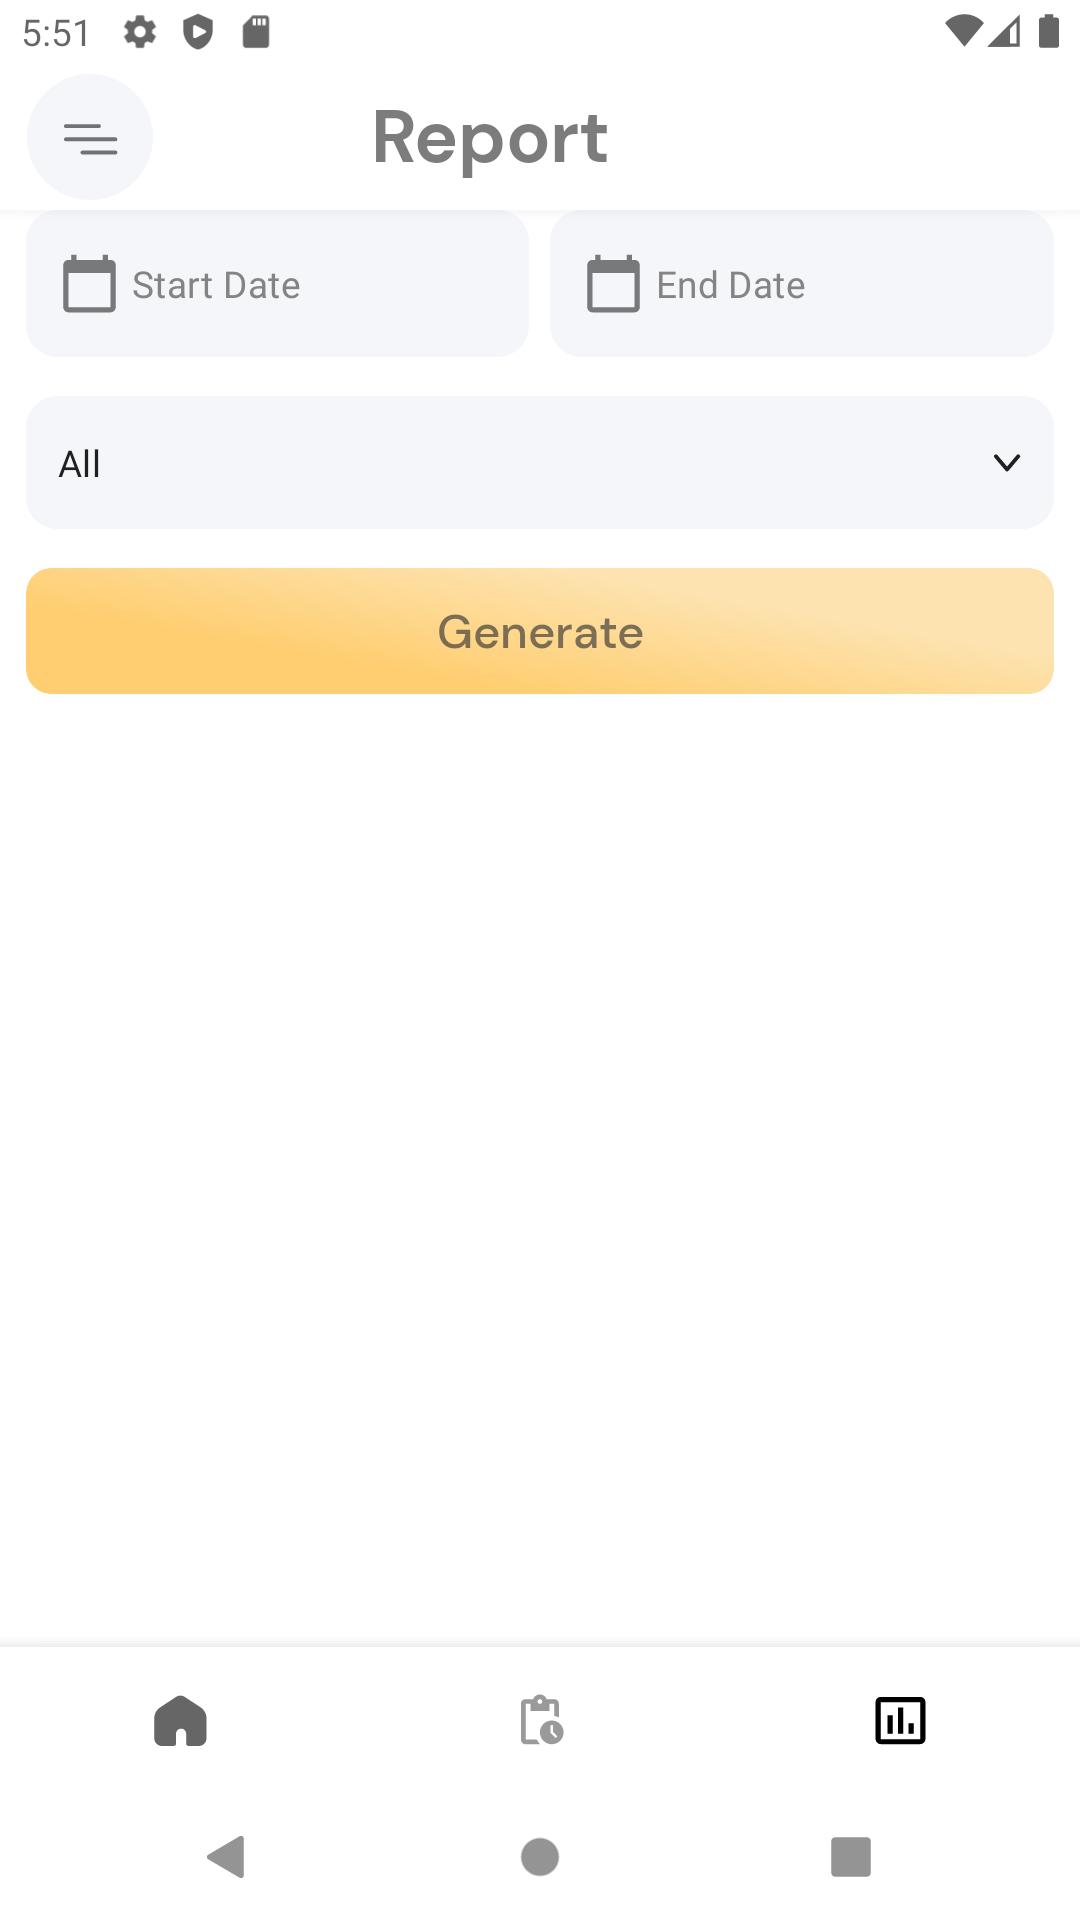 5:51
Report
Start Date
End Date
All
Generate